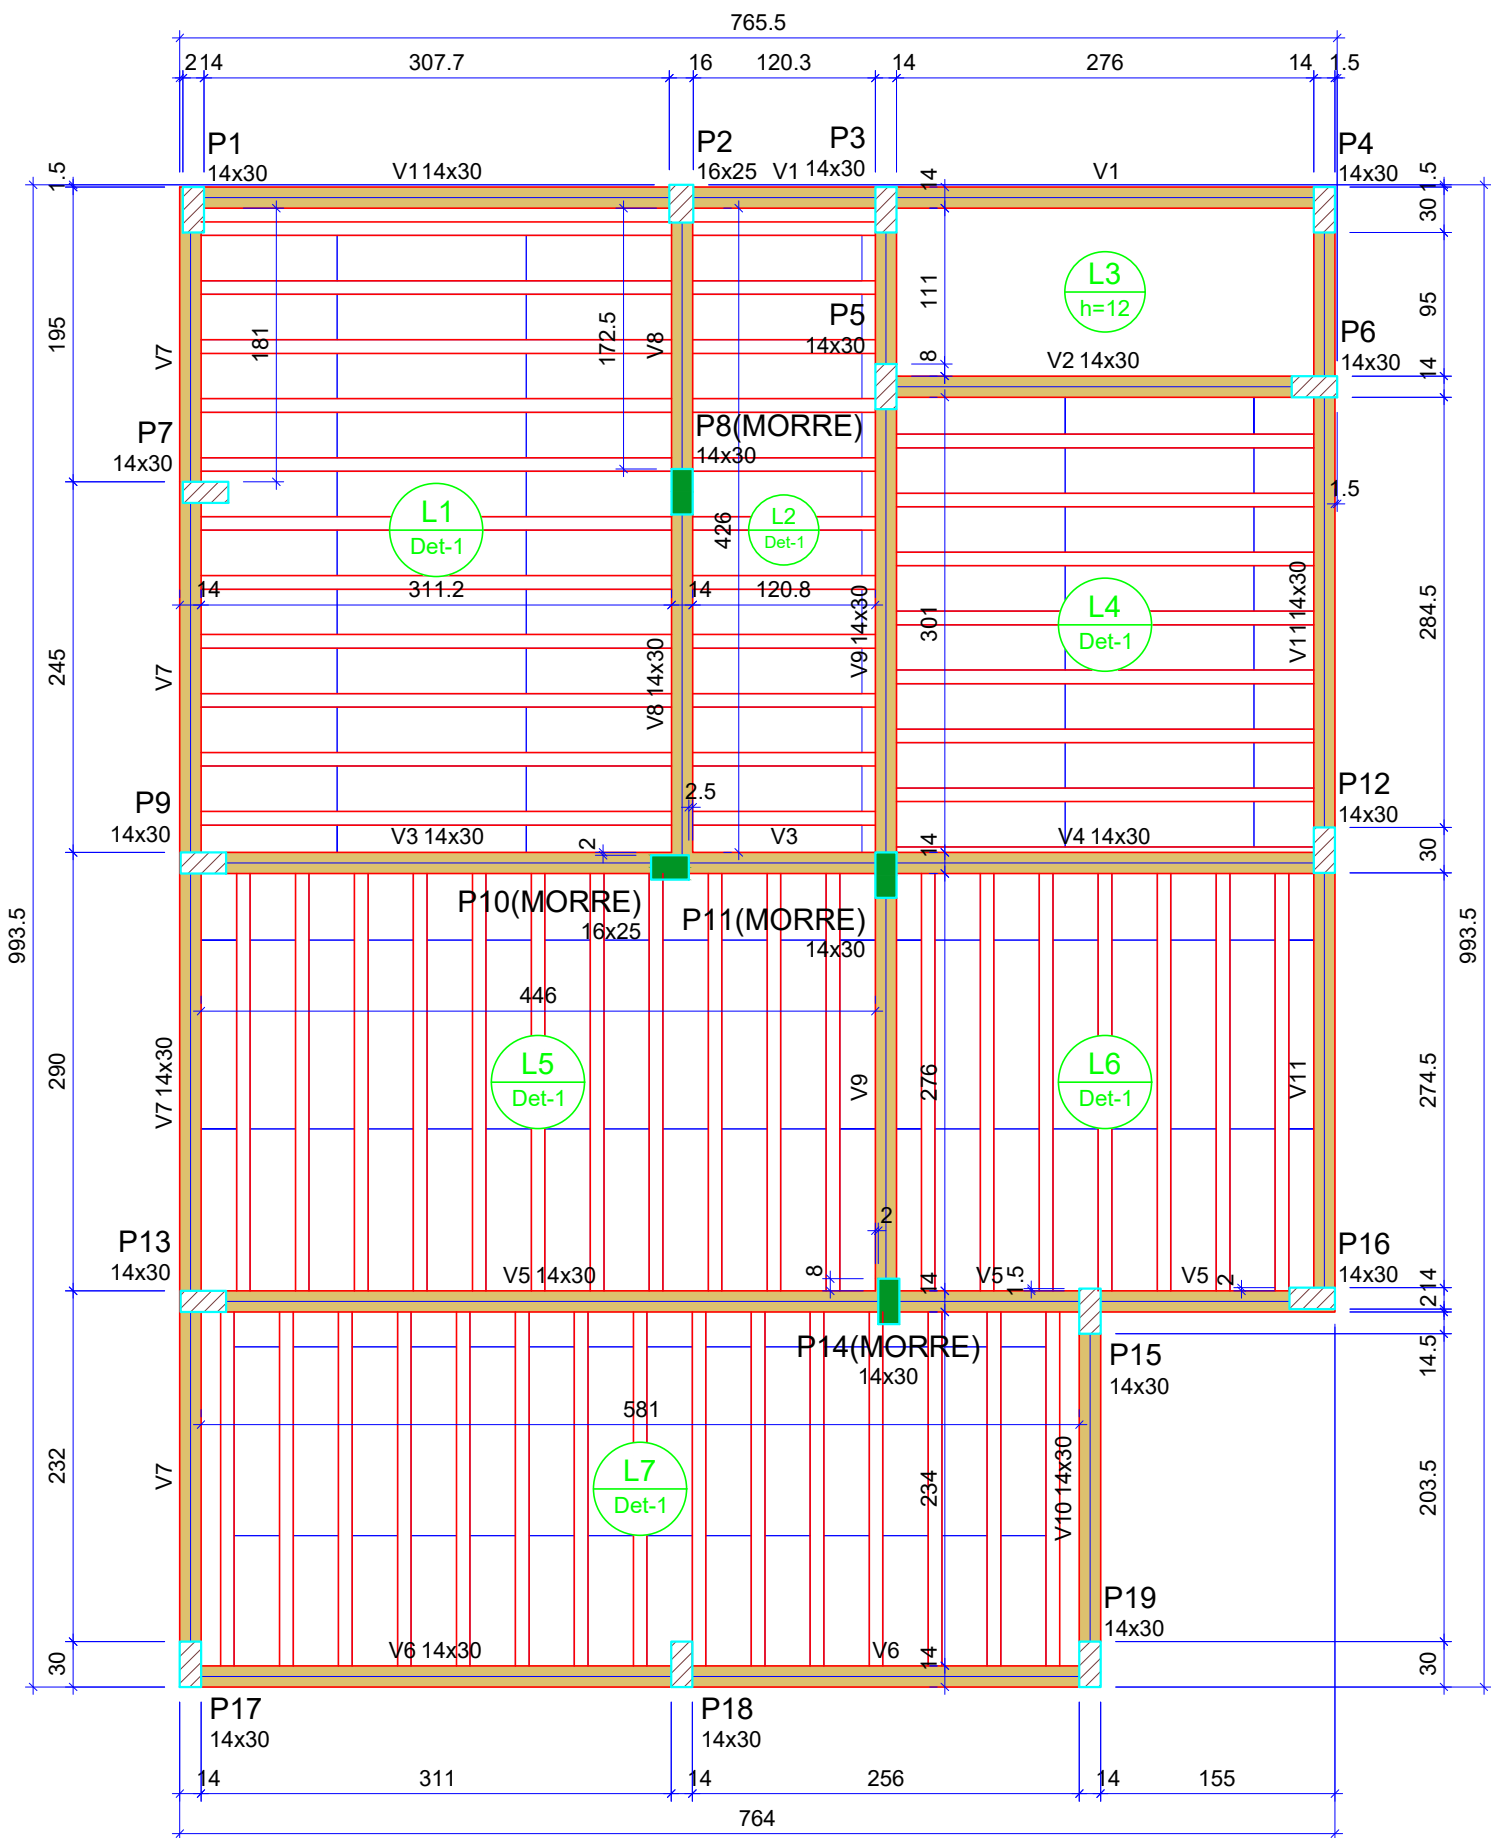 765.5
2 14 307.7 16 120.3 14 276 14 1.5
P1
14x30
V1 14x30
P2
16x25
V1
P3
14x30
V1
P4
14x30
1.5
14
1.5
30
111
95
L3
h=12
195
V7
181
172.5
V8
P5
14x30
8
V2 14x30
P6
14x30
14
P7
14x30
P8(MORRE)
14x30
L1
Det-1
426
L2
Det-1
1.5
14 311.2 14 120.8
V9 14x30
301
L4
Det-1
V11 14x30
284.5
245
V7
V8 14x30
P9
14x30
2.5
V3 14x30
2
V3
14
V4 14x30
P12
14x30
30
P10(MORRE)
16x25
P11(MORRE)
14x30
993.5
993.5
446
290
V7 14x30
L5
Det-1
V9
276
L6
Det-1
V11
274.5
2
P13
14x30
V5 14x30
8
14
V5
1.5
V5
2
P16
14x30
14
2
P14(MORRE)
14x30
P15
14x30
14.5
581
232
V7
L7
Det-1
234
V10 14x30
203.5
P19
14x30
30
V6 14x30
V6
14
30
P17
14x30
P18
14x30
14 311 14 256 14 155
764